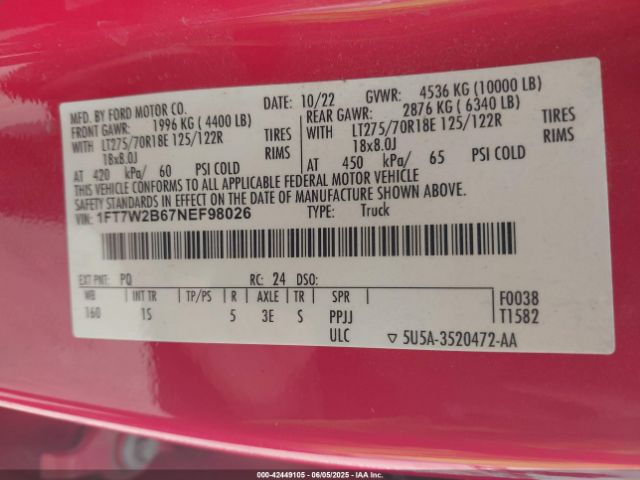 MFD. BY FORD MOTOR CO.
DATE: 10/22
GVWR: 4536 KG (10000 LB)
FRONT GAWR: 1996 KG (4400 LB)
REAR GAWR: 2876 KG (6340 LB)
WITH LT275/70R18E 125/122R TIRES
WITH LT275/70R18E 125/122R TIRES
18x8.0J RIMS
18x8.0J RIMS
AT 420 kPa/ 60 PSI COLD
AT 450 kPa/ 65 PSI COLD
THIS VEHICLE CONFORMS TO ALL APPLICABLE FEDERAL MOTOR VEHICLE
SAFETY STANDARDS IN EFFECT ON THE DATE OF MANUFACTURE SHOWN ABOVE.
VIN: 1FT7W2B67NEF98026
TYPE: Truck
EXT PNT: PQ RC: 24 DSO:
WB INT TR TP/PS R AXLE TR SPR
160 1S 5 3E S PPJJ
ULC
F0038
T1582
▽ 5U5A-3520472-AA
000-42449105 - 06/05/2025 - IAAI CORPORATE